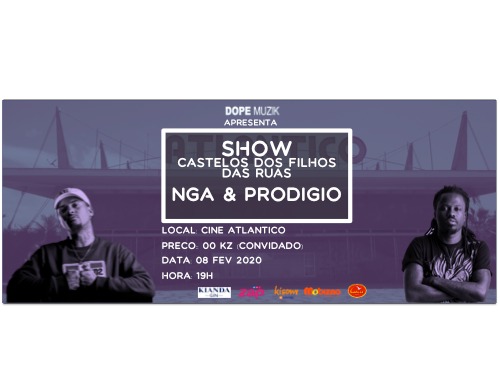 DOPE MUZIK
APRESENTA
SHOW
CASTELOS DOS FILHOS
DAS RUAS
NGA & PRODIGIO
LOCAL: CINE ATLANTICO
PRECO: 00 KZ (CONVIDADO)
DATA: 08 FEV 2020
HORA: 19H
KIANDA